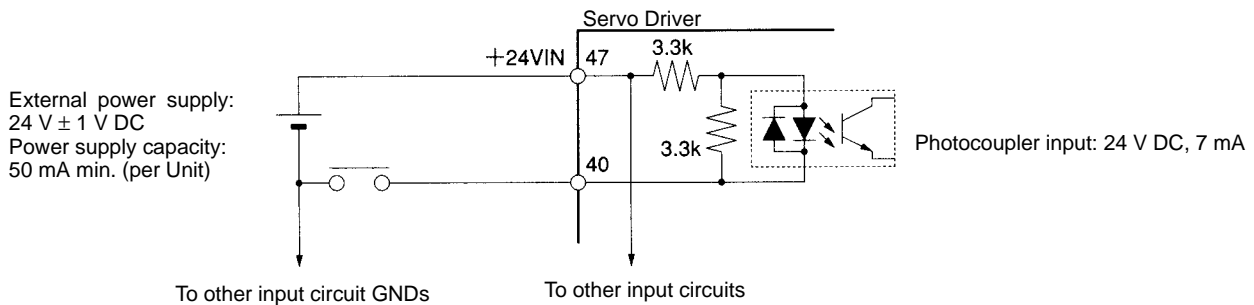 Servo Driver
+24VIN
47
3.3k
External power supply:
24 V ± 1 V DC
Power supply capacity:
50 mA min. (per Unit)
3.3k
Photocoupler input: 24 V DC, 7 mA
40
To other input circuit GNDs
To other input circuits